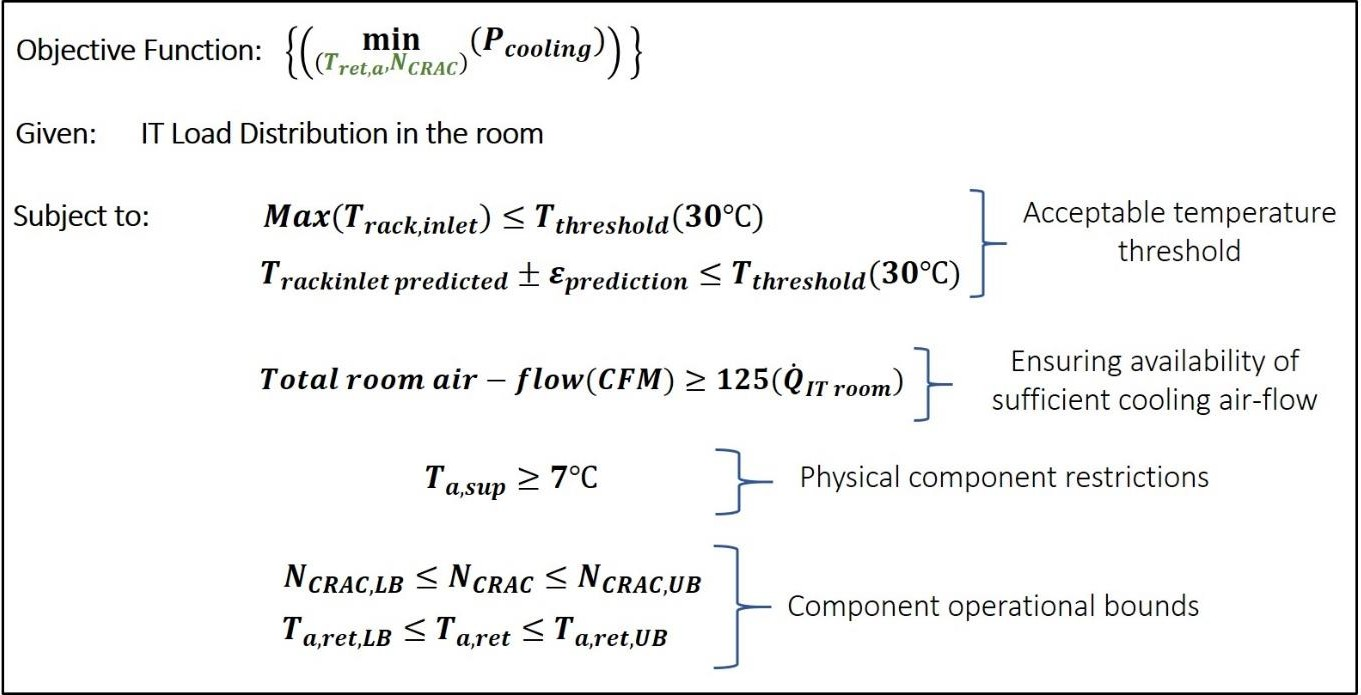 Objective Function: {((min(T_ret,a,N_CRAC)(P_cooling))}
Given: IT Load Distribution in the room
Subject to: Max(T_rack,inlet) ≤ T_threshold(30°C)
T_rackinlet predicted ± ε_prediction ≤ T_threshold(30°C)
Acceptable temperature
threshold
Total room air − flow(CFM) ≥ 125(Q̇_IT room)
Ensuring availability of
sufficient cooling air-flow
T_a,sup ≥ 7°C
Physical component restrictions
N_CRAC,LB ≤ N_CRAC ≤ N_CRAC,UB
T_a,ret,LB ≤ T_a,ret ≤ T_a,ret,UB
Component operational bounds